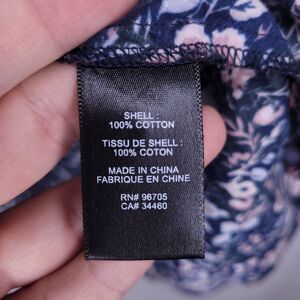 SHELL :
100% COTTON
TISSU DE SHELL :
100% COTON
MADE IN CHINA
FABRIQUE EN CHINE
RN# 96705
CA# 34460